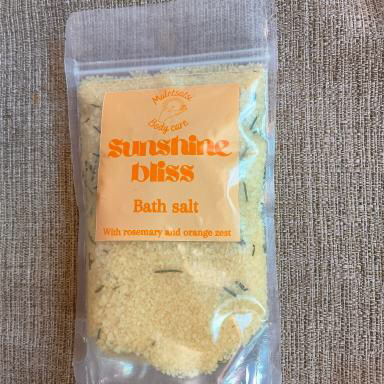 Body care
sunshine
bliss
Bath salt
With rosemary and orange zest